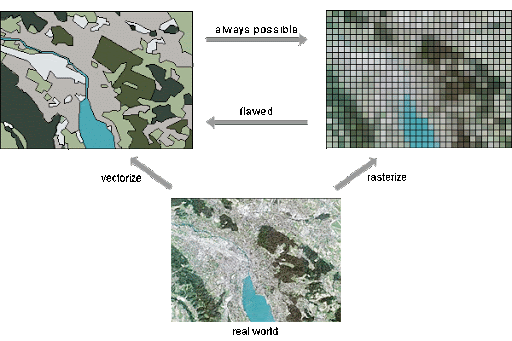 always possible
flawed
vectorize
rasterize
real world